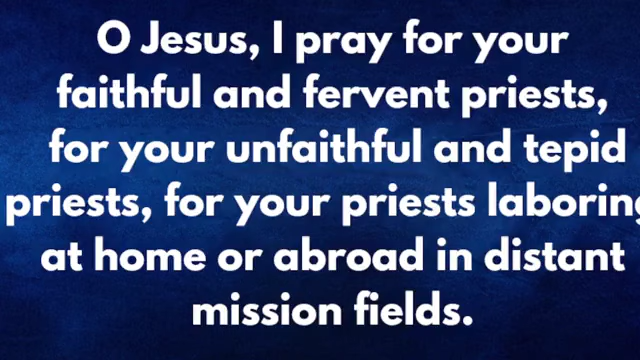 O Jesus, I pray for your
faithful and fervent priests,
for your unfaithful and tepid
priests, for your priests laboring
at home or abroad in distant
mission fields.